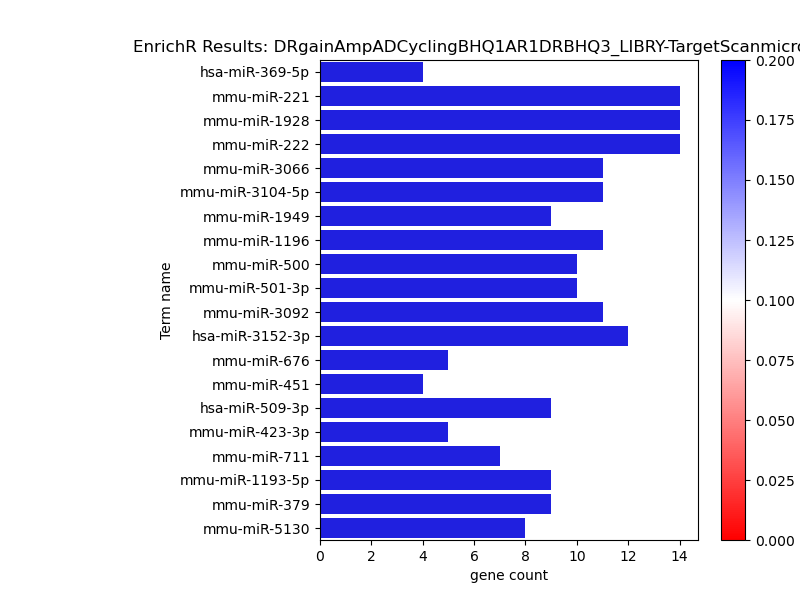 EnrichR Results: DRgainAmpADCyclingBHQ1AR1DRBHQ3_LIBRY-TargetScanmicro
hsa-miR-369-5p
mmu-miR-221
mmu-miR-1928
mmu-miR-222
mmu-miR-3066
mmu-miR-3104-5p
mmu-miR-1949
mmu-miR-1196
mmu-miR-500
mmu-miR-501-3p
mmu-miR-3092
hsa-miR-3152-3p
mmu-miR-676
mmu-miR-451
hsa-miR-509-3p
mmu-miR-423-3p
mmu-miR-711
mmu-miR-1193-5p
mmu-miR-379
mmu-miR-5130
Term name
0 2 4 6 8 10 12 14
gene count
0.200
0.175
0.150
0.125
0.100
0.075
0.050
0.025
0.000